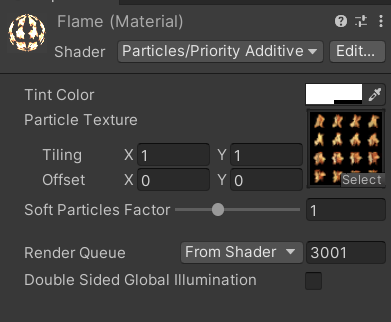 Flame (Material)
Shader Particles/Priority Additive Edit...
Tint Color
Particle Texture
Tiling X 1 Y 1
Offset X 0 Y 0
Select
Soft Particles Factor 1
Render Queue From Shader 3001
Double Sided Global Illumination